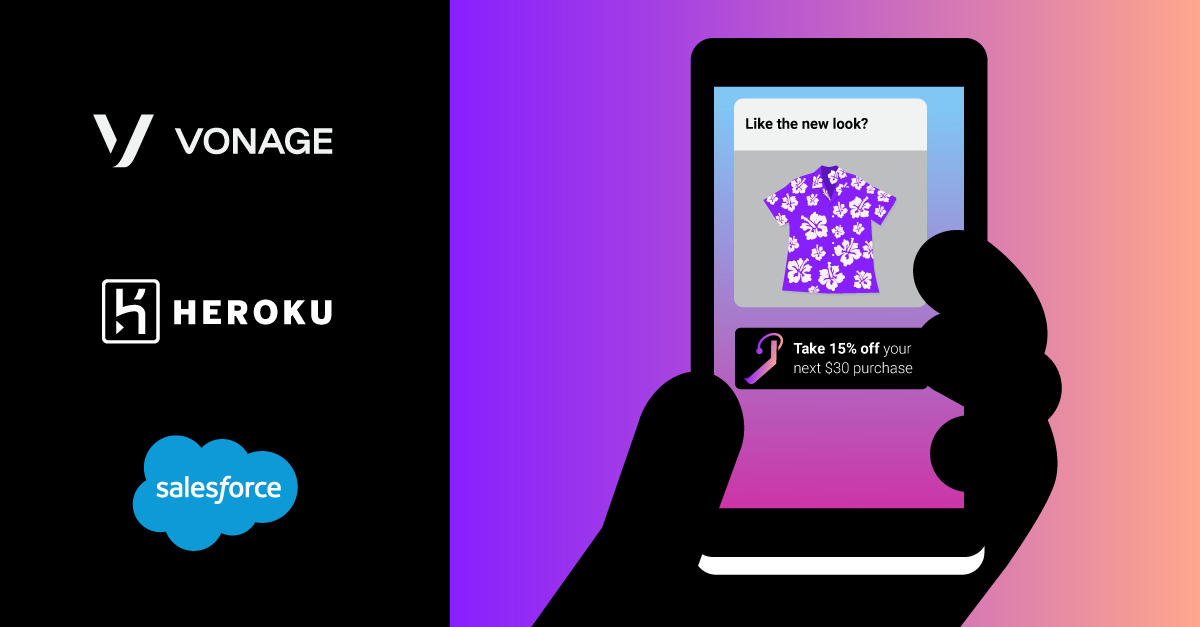 VONAGE
HEROKU
salesforce
Like the new look?
Take 15% off your
next $30 purchase